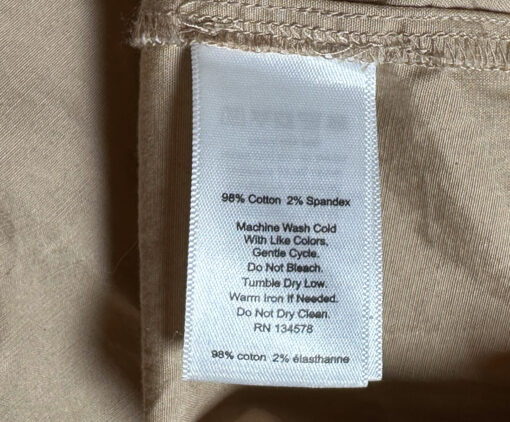 98% Cotton 2% Spandex
Machine Wash Cold
With Like Colors,
Gentle Cycle.
Do Not Bleach.
Tumble Dry Low.
Warm Iron If Needed.
Do Not Dry Clean.
RN 134578
98% coton 2% élasthanne